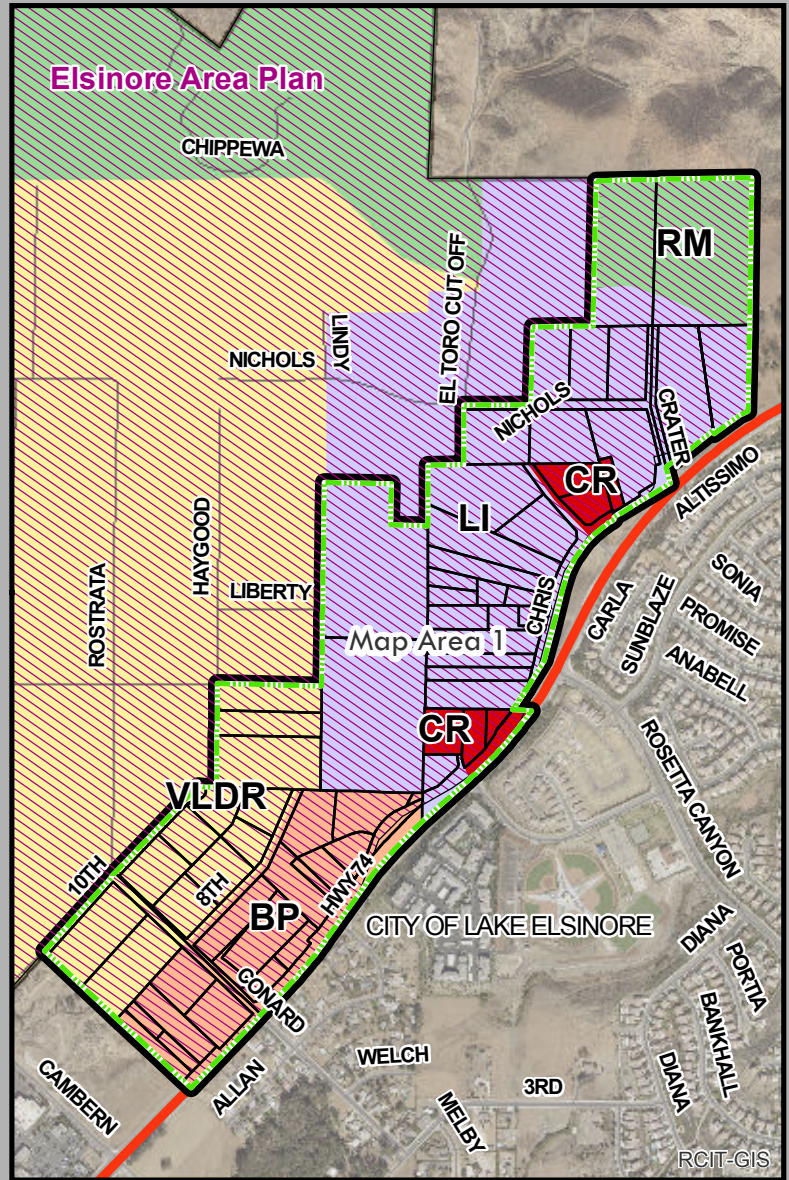 Elsinore Area Plan
CHIPPEWA
RM
EL TORO CUT OFF
LINDY
NICHOLS
NICHOLS
CRATER
CR
ALTISSIMO
LI
HAYGOOD
SONIA
ROSTRATA
LIBERTY
CHRIS
CARLA
SUNBLAZE
PROMISE
Map Area 1
ANABELL
CR
ROSETTA CANYON
VLDR
10TH
8TH
HWY-74
BP
CITY OF LAKE ELSINORE
DIANA
PORTIA
CONARD
BANKHALL
WELCH
DIANA
CAMBERN
ALLAN
3RD
MELBY
RCIT-GIS